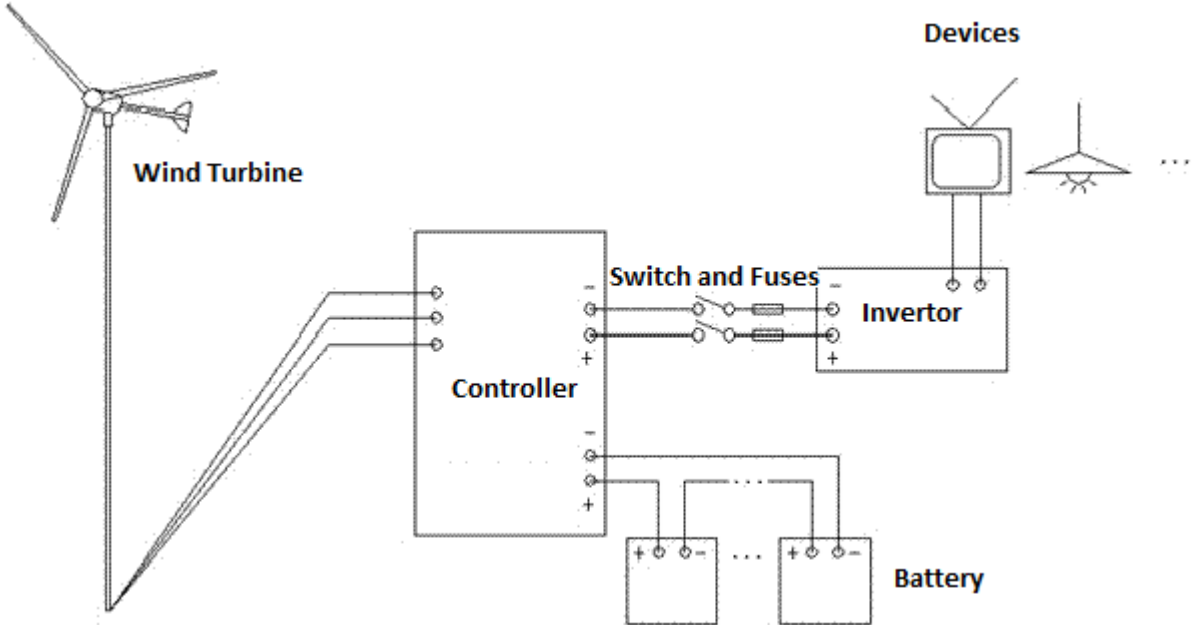 Devices
Wind Turbine
. . .
Switch and Fuses
−
−
Invertor
+
+
Controller
−
. . .
+
+ − . . . + −
Battery